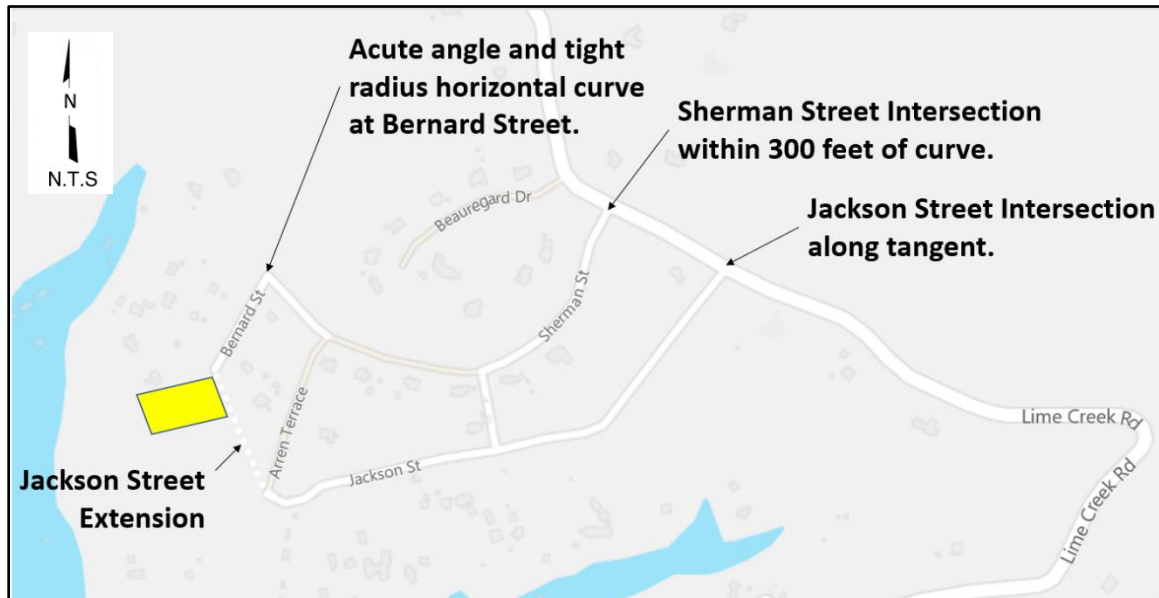 N
N.T.S
Acute angle and tight
radius horizontal curve
at Bernard Street.
Sherman Street Intersection
within 300 feet of curve.
Jackson Street Intersection
along tangent.
Beauregard Dr
Bernard St
Sherman St
Arren Terrace
Jackson St
Lime Creek Rd
Lime Creek Rd
Jackson Street
Extension